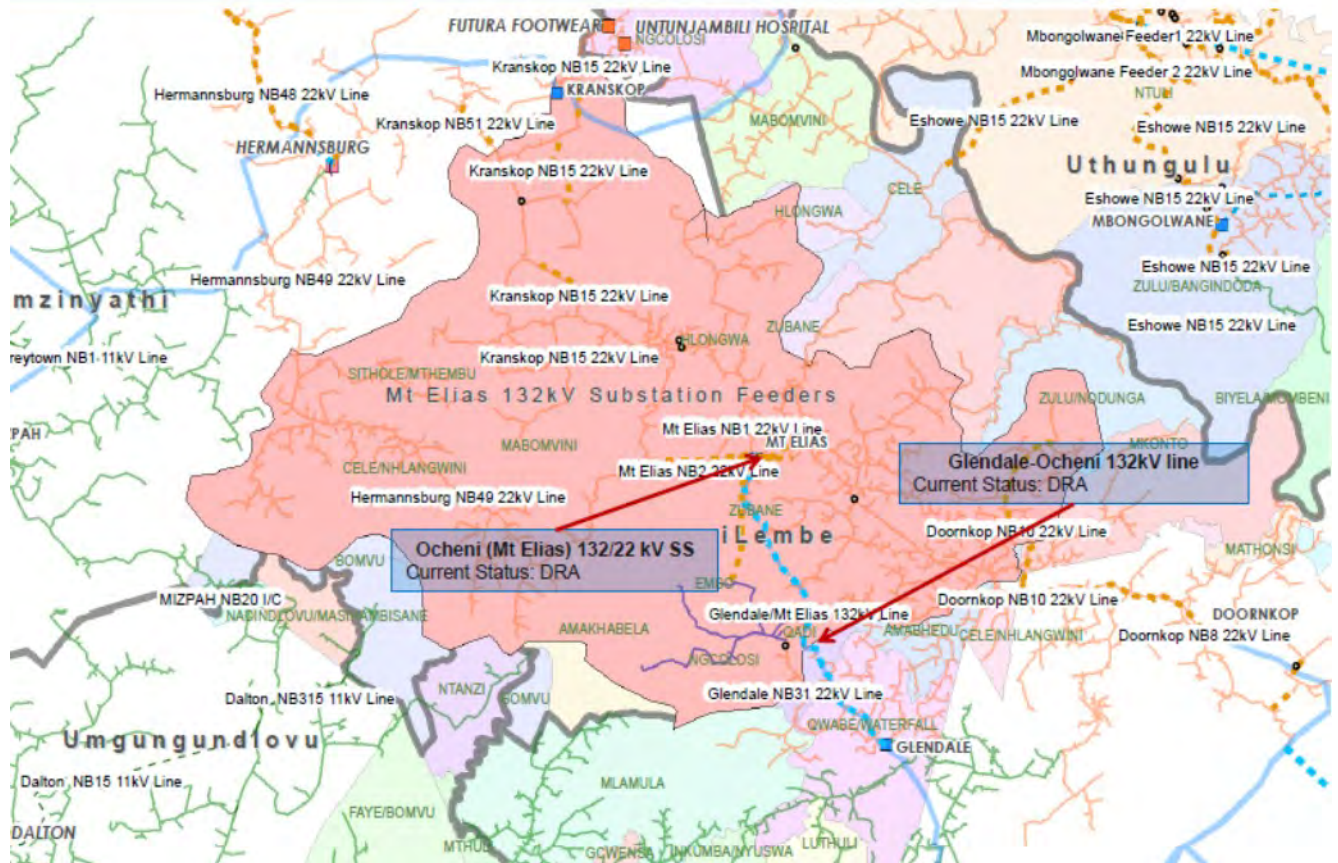 FUTURA FOOTWEAR
UNTUNJAMBILI HOSPITAL
NGCOLOSI
Mbongolwane Feeder1 22kV Line
Kranskop NB15 22kV Line
Mbongolwane Feeder 2 22kV Line
NTULI
Hermannsburg NB48 22kV Line
KRANSKOP
MABOMVINI
Eshowe NB15 22kV Line
Eshowe NB15 22kV Line
Kranskop NB51 22kV Line
HERMANNSBURG
Uthungulu
Kranskop NB15 22kV Line
CELE
Eshowe NB15 22kV Line
HLONGWA
MBONGOLWANE
Hermannsburg NB49 22kV Line
Eshowe NB15 22kV Line
ZULU/BANGINDODA
mzinyathi
Kranskop NB15 22kV Line
ZUBANE
Eshowe NB15 22kV Line
HLONGWA
reytown NB1 11kV Line
Kranskop NB15 22kV Line
SITHOLE/MTHEMBU
Mt Elias 132kV Substation Feeders
ZULU/NODUNGA
BIYELA/MOMBENI
Mt Elias NB1 22kV Line
ZPAH
MT ELIAS
MKONTO
MABOMVINI
CELE/NHLANGWINI
Mt Elias NB2 22kV Line
Glendale-Ocheni 132kV line
Current Status: DRA
Hermannsburg NB49 22kV Line
ZUBANE
iLembe
Doornkop NB10 22kV Line
Ocheni (Mt Elias) 132/22 kV SS
Current Status: DRA
BOMVU
MATHONSI
EMBO
MIZPAH NB20 I/C
Doornkop NB10 22kV Line
Glendale/Mt Elias 132kV Line
DOORNKOP
AMAKHABELA
QADI
AMABHEDU
CELE/NHLANGWINI
Doornkop NB8 22kV Line
NGCOLOSI
NTANZI
BOMVU
Dalton NB315 11kV Line
Glendale NB31 22kV Line
QWABE/WATERFALL
Umgungundlovu
GLENDALE
Dalton NB15 11kV Line
MLAMULA
FAYE/BOMVU
DALTON
MTHULI
GCWENSA
INKUMBA/NYUSWA
LUTHULI